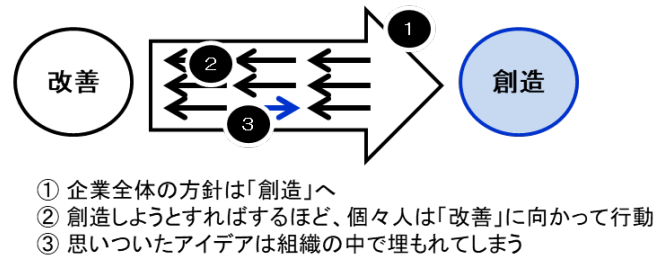 ①
②
③
改善
創造
① 企業全体の方針は「創造」へ
② 創造しようとすればするほど、個々人は「改善」に向かって行動
③ 思いついたアイデアは組織の中で埋もれてしまう